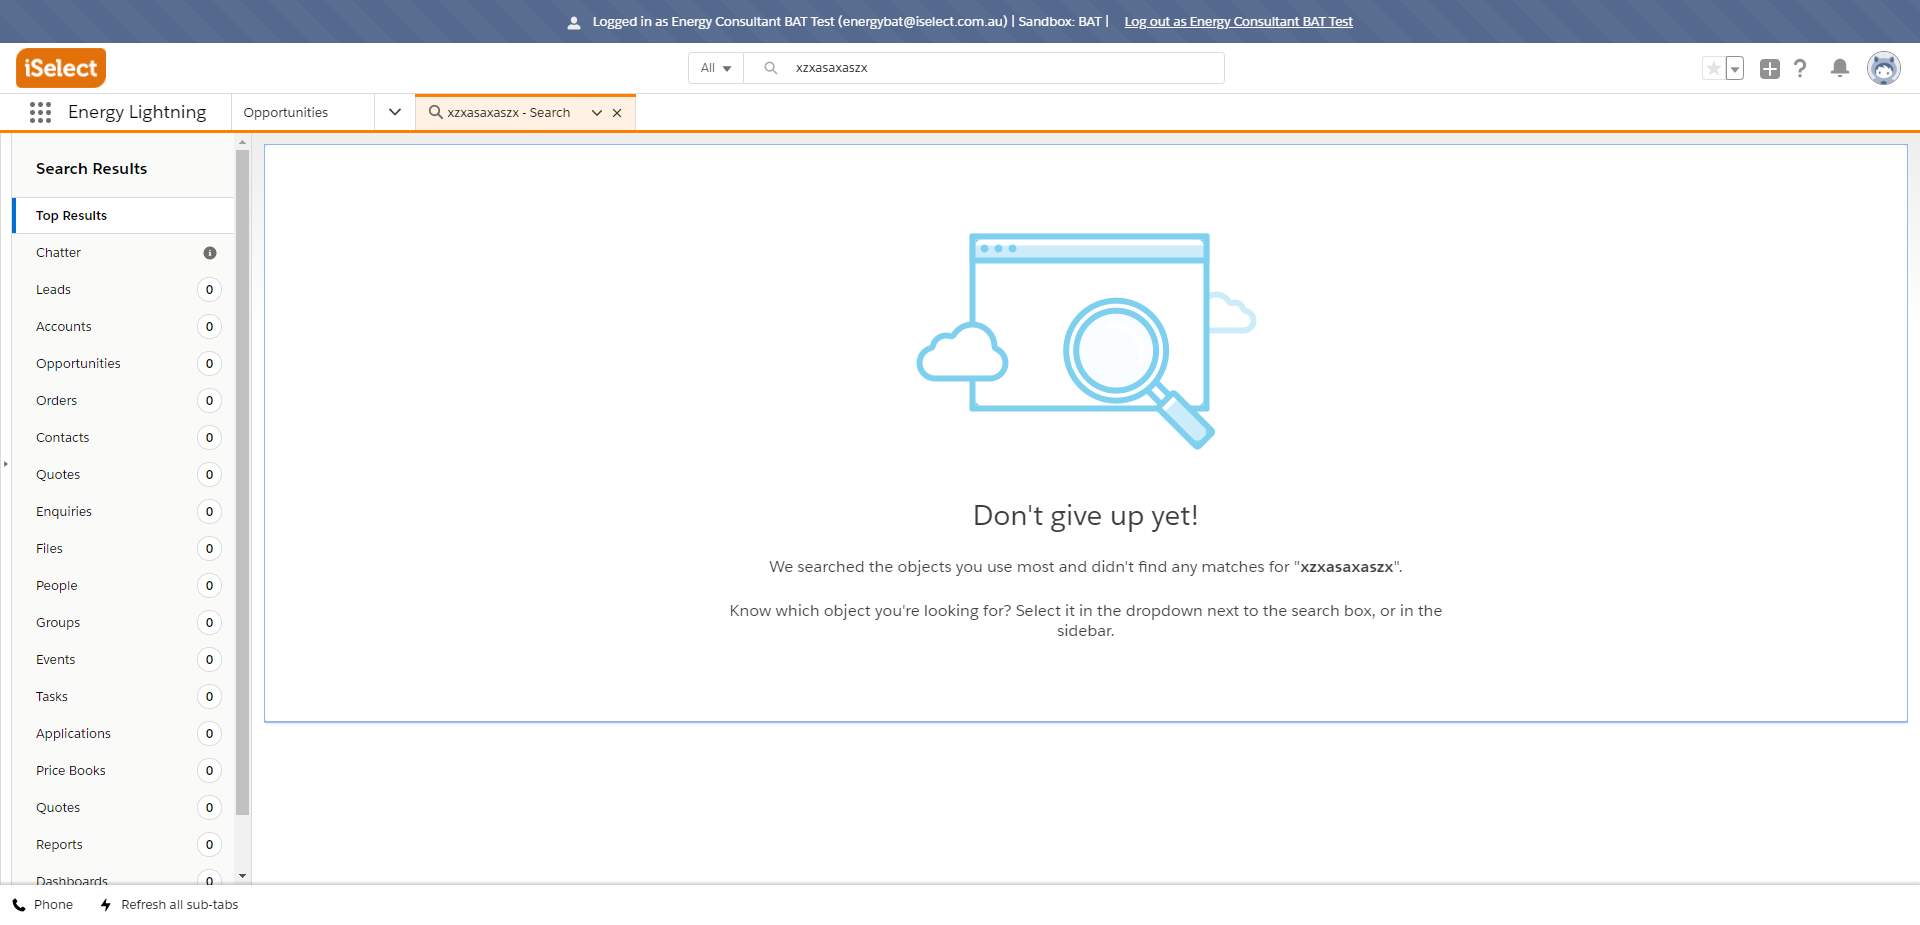 Logged in as Energy Consultant BAT Test (energybat@iselect.com.au) | Sandbox: BAT | Log out as Energy Consultant BAT Test
iSelect
All
xzxasaxaszx
Energy Lightning
Opportunities
xzxasaxaszx - Search
Search Results
Top Results
Chatter
Leads 0
Accounts 0
Opportunities 0
Orders 0
Contacts 0
Quotes 0
Enquiries 0
Files 0
People 0
Groups 0
Events 0
Tasks 0
Applications 0
Price Books 0
Quotes 0
Reports 0
Dashboards 0
Don't give up yet!
We searched the objects you use most and didn't find any matches for "xzxasaxaszx".
Know which object you're looking for? Select it in the dropdown next to the search box, or in the
sidebar.
Phone
Refresh all sub-tabs